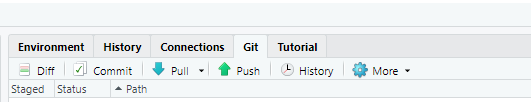 Environment History Connections Git Tutorial
Diff Commit Pull Push History More
Staged Status Path